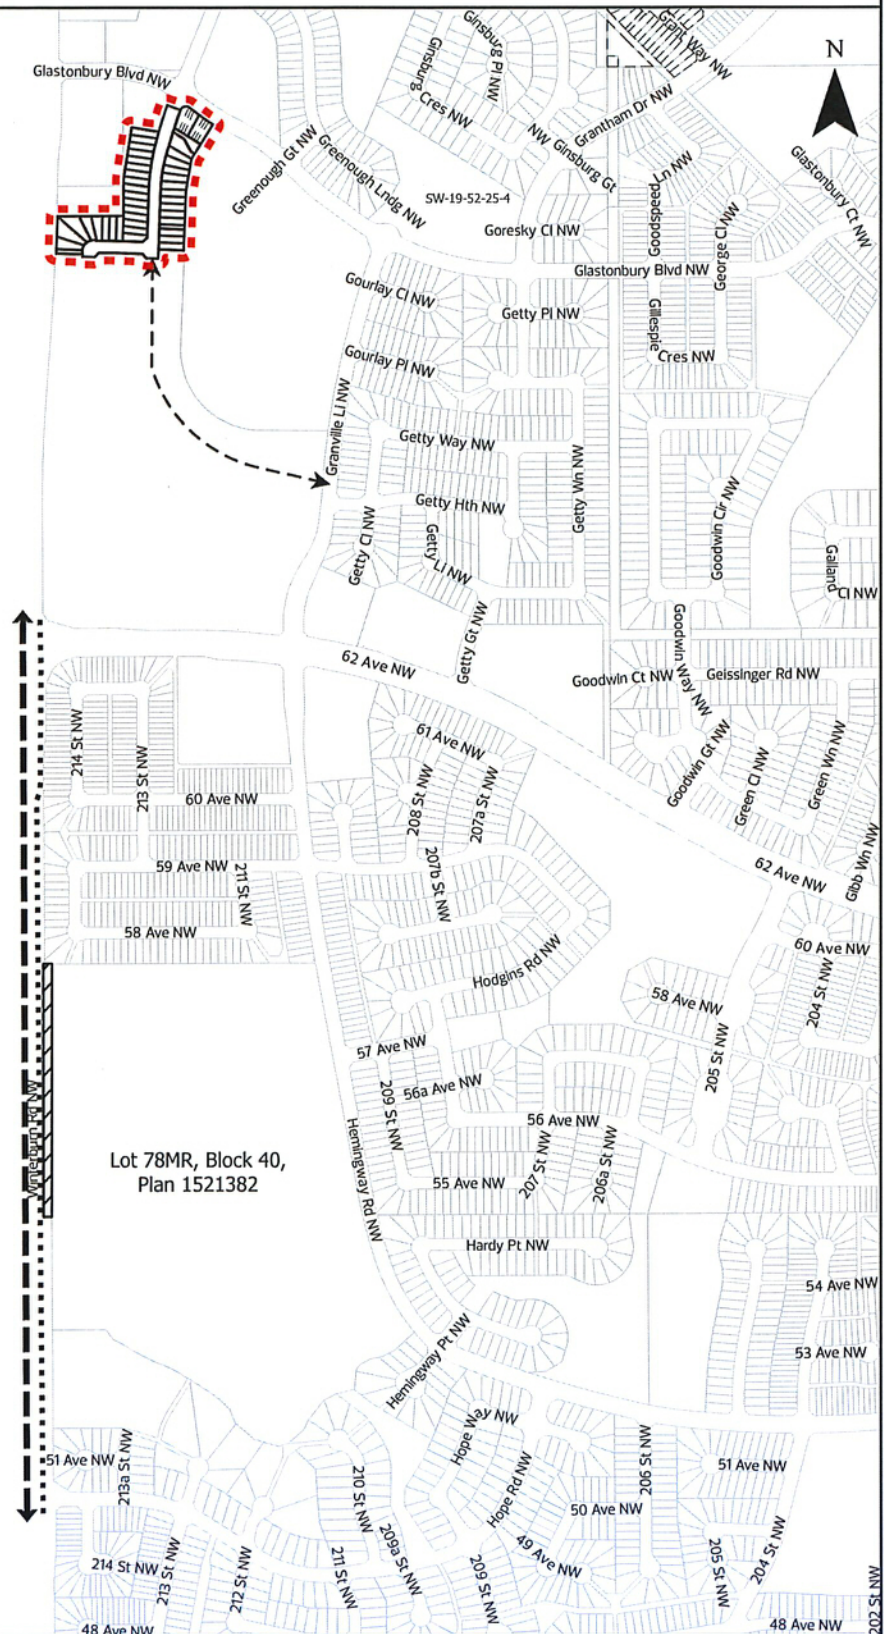 Glastonbury Blvd NW
Ginsburg
Cres NW
Ginsburg Pl NW
Grant Way NW
N
Grantham Dr NW
NW Ginsburg Gt
Greenough Gt NW
Greenough Lndg NW
SW-19-52-25-4
Goodspeed
Ln NW
Glastonbury Ct NW
George Cl NW
Goresky Cl NW
Glastonbury Blvd NW
Gourlay Cl NW
Getty Pl NW
Gillespie
Cres NW
Gourlay Pl NW
Granville Li NW
Getty Way NW
Getty Wn NW
Getty Hth NW
Goodwin Cir NW
Getty Cl NW
Getty
Li NW
Galland
Cl NW
Getty Gt NW
62 Ave NW
Goodwin Ct NW
Goodwin Way NW
Geissinger Rd NW
214 St NW
213 St NW
61 Ave NW
Goodwin Gt NW
Green Cl NW
Green Wn NW
60 Ave NW
208 St NW
207a St NW
59 Ave NW
211 St NW
207b St NW
62 Ave NW
Gibb Wn NW
58 Ave NW
Hodgins Rd NW
60 Ave NW
204 St NW
58 Ave NW
205 St NW
57 Ave NW
56a Ave NW
209 St NW
56 Ave NW
Winterburn Rd NW
Lot 78MR, Block 40,
Plan 1521382
Hemingway Rd NW
55 Ave NW
207 St NW
206a St NW
Hardy Pt NW
54 Ave NW
53 Ave NW
Hemingway Pt NW
Hope Way NW
51 Ave NW
213a St NW
206 St NW
51 Ave NW
210 St NW
Hope Rd NW
50 Ave NW
209a St NW
49 Ave NW
214 St NW
213 St NW
212 St NW
211 St NW
209 St NW
205 St NW
204 St NW
202 St NW
48 Ave NW
48 Ave NW